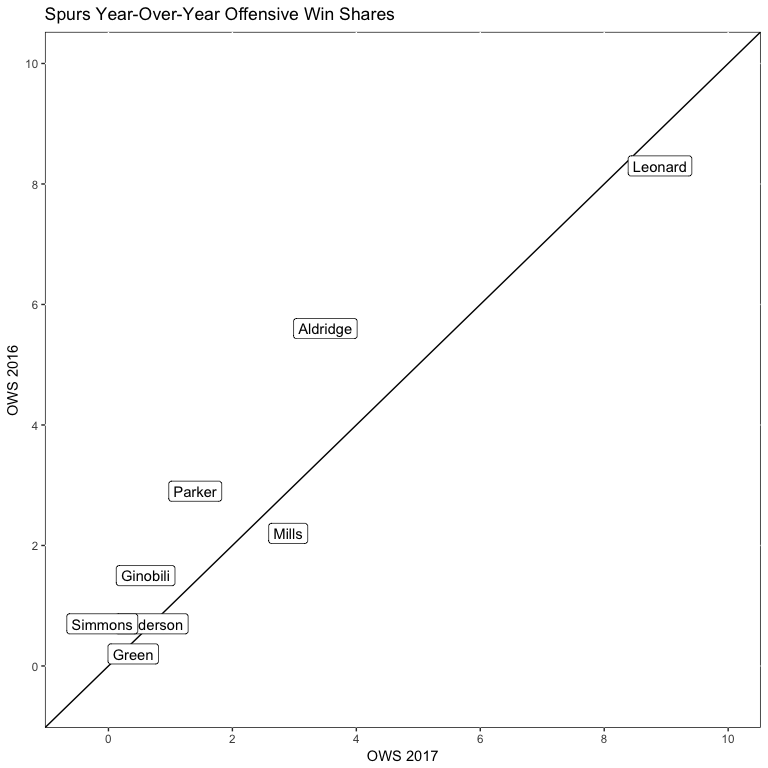 Spurs Year-Over-Year Offensive Win Shares
10
8
6
4
2
0
OWS 2016
Leonard
Aldridge
Parker
Mills
Ginobili
Simmons
derson
Green
0 2 4 6 8 10
OWS 2017